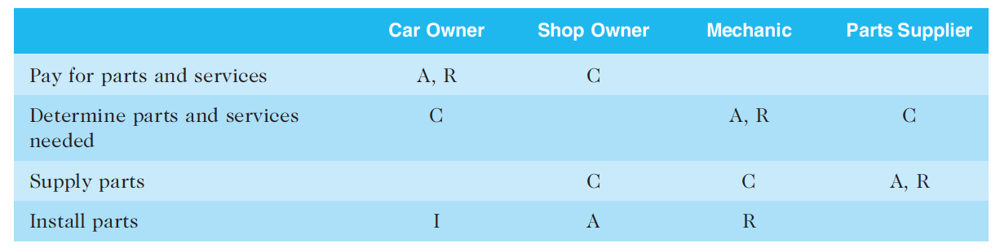 Car Owner Shop Owner Mechanic Parts Supplier
Pay for parts and services A, R C
Determine parts and services C A, R C
needed
Supply parts C C A, R
Install parts I A R